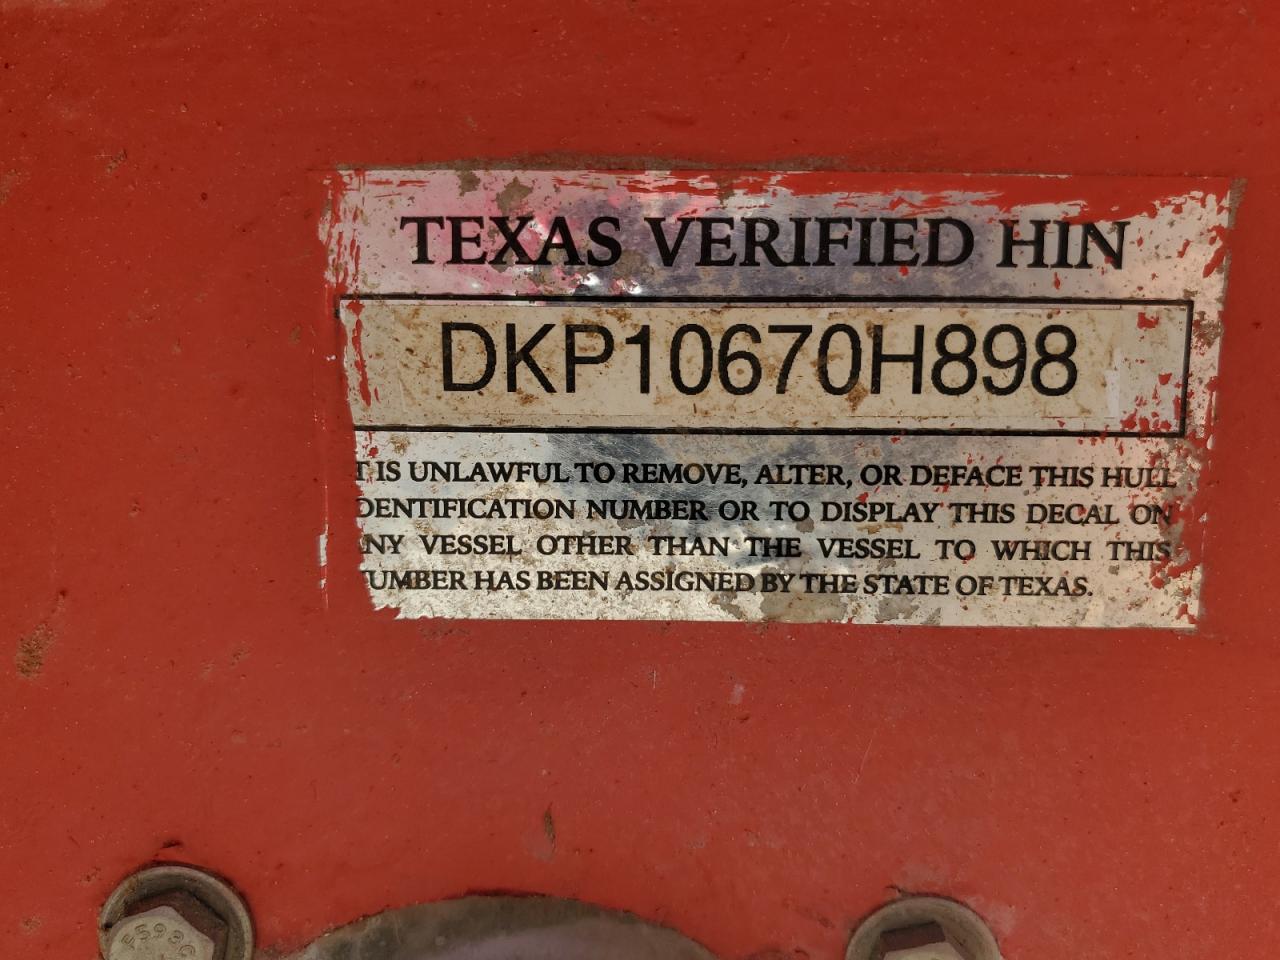 TEXAS VERIFIED HIN
DKP10670H898
T IS UNLAWFUL TO REMOVE, ALTER, OR DEFACE THIS HULL
DENTIFICATION NUMBER OR TO DISPLAY THIS DECAL ON
NY VESSEL OTHER THAN THE VESSEL TO WHICH THIS
UMBER HAS BEEN ASSIGNED BY THE STATE OF TEXAS.